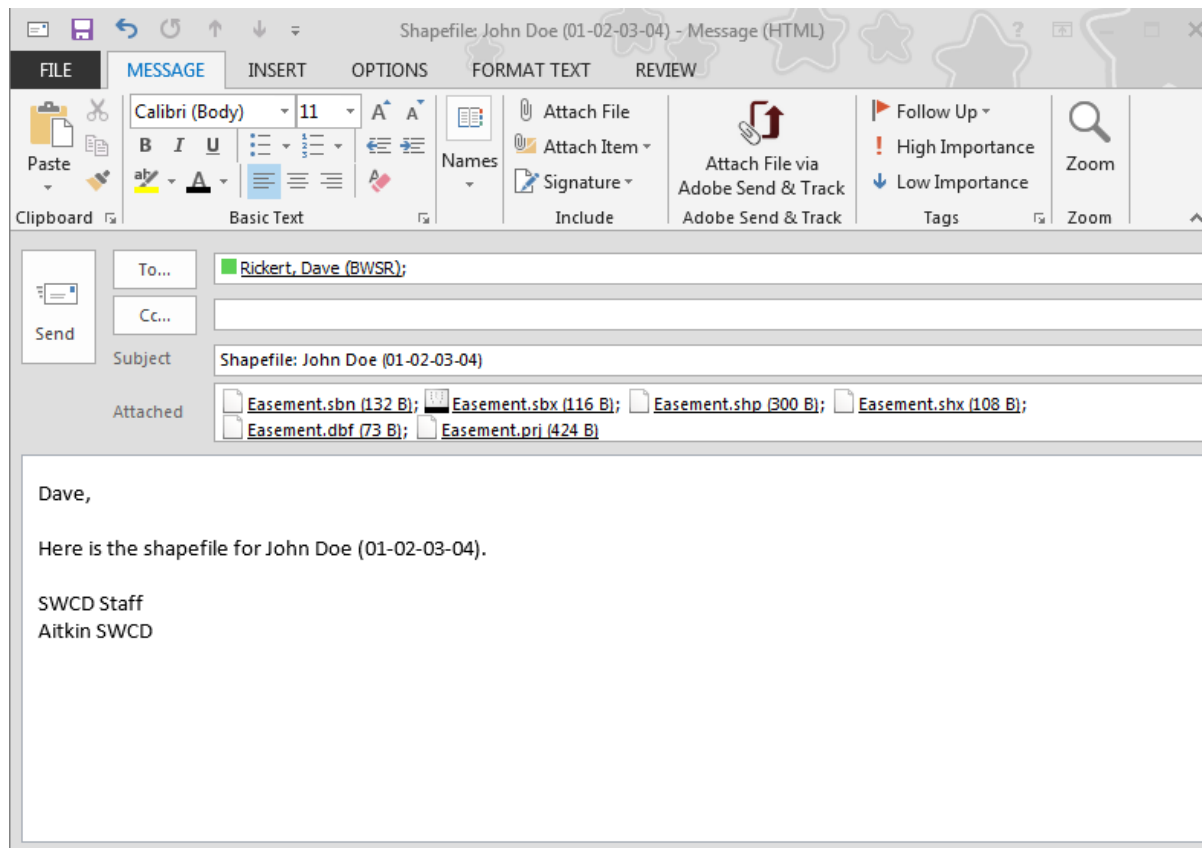 Shapefile: John Doe (01-02-03-04) - Message (HTML)
?
FILE MESSAGE INSERT OPTIONS FORMAT TEXT REVIEW
Paste
Clipboard
Calibri (Body) 11 A A
B I U
aby A
Basic Text
Names
Attach File
Attach Item
Signature
Include
Attach File via
Adobe Send & Track
Adobe Send & Track
Follow Up
! High Importance
Low Importance
Tags
Zoom
Zoom
Send
To... Rickert, Dave (BWSR);
Cc...
Subject Shapefile: John Doe (01-02-03-04)
Attached Easement.sbn (132 B); Easement.sbx (116 B); Easement.shp (300 B); Easement.shx (108 B);
Easement.dbf (73 B); Easement.prj (424 B)
Dave,
Here is the shapefile for John Doe (01-02-03-04).
SWCD Staff
Aitkin SWCD